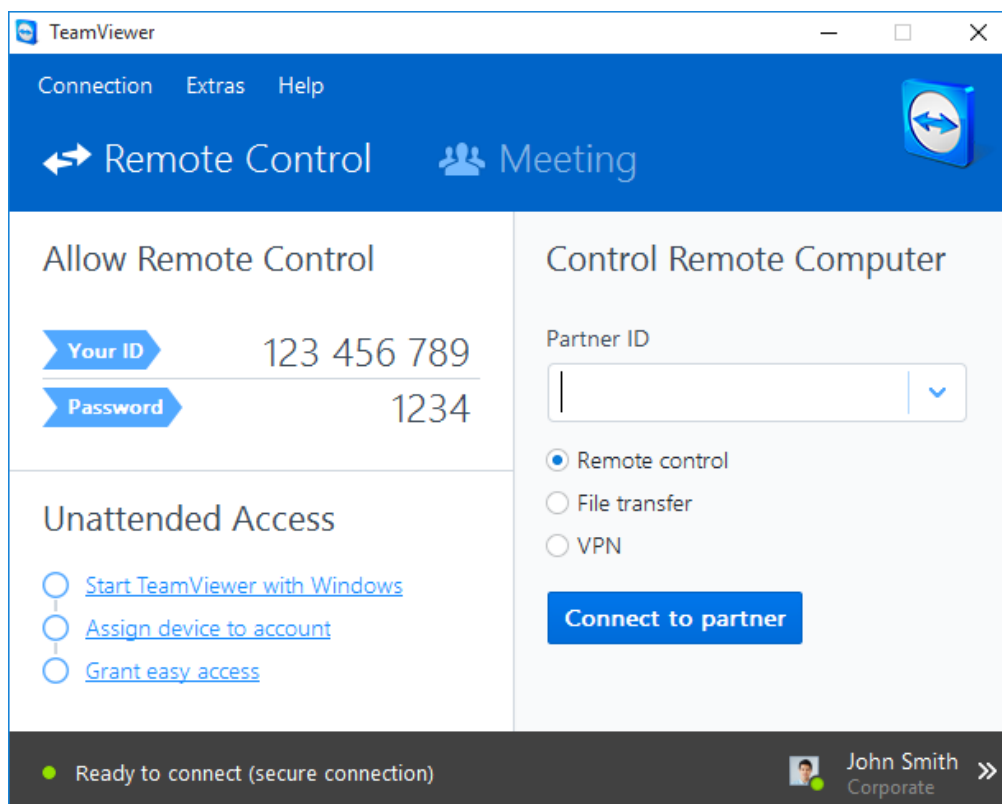 TeamViewer
Connection Extras Help
Remote Control Meeting
Allow Remote Control
Your ID 123 456 789
Password 1234
Unattended Access
Start TeamViewer with Windows
Assign device to account
Grant easy access
Control Remote Computer
Partner ID
Remote control
File transfer
VPN
Connect to partner
Ready to connect (secure connection)
John Smith
Corporate